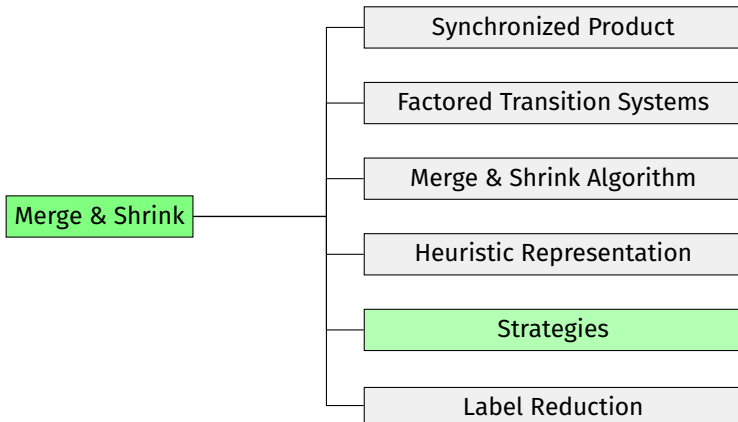 Synchronized Product
Factored Transition Systems
Merge & Shrink Algorithm
Merge & Shrink
Heuristic Representation
Strategies
Label Reduction